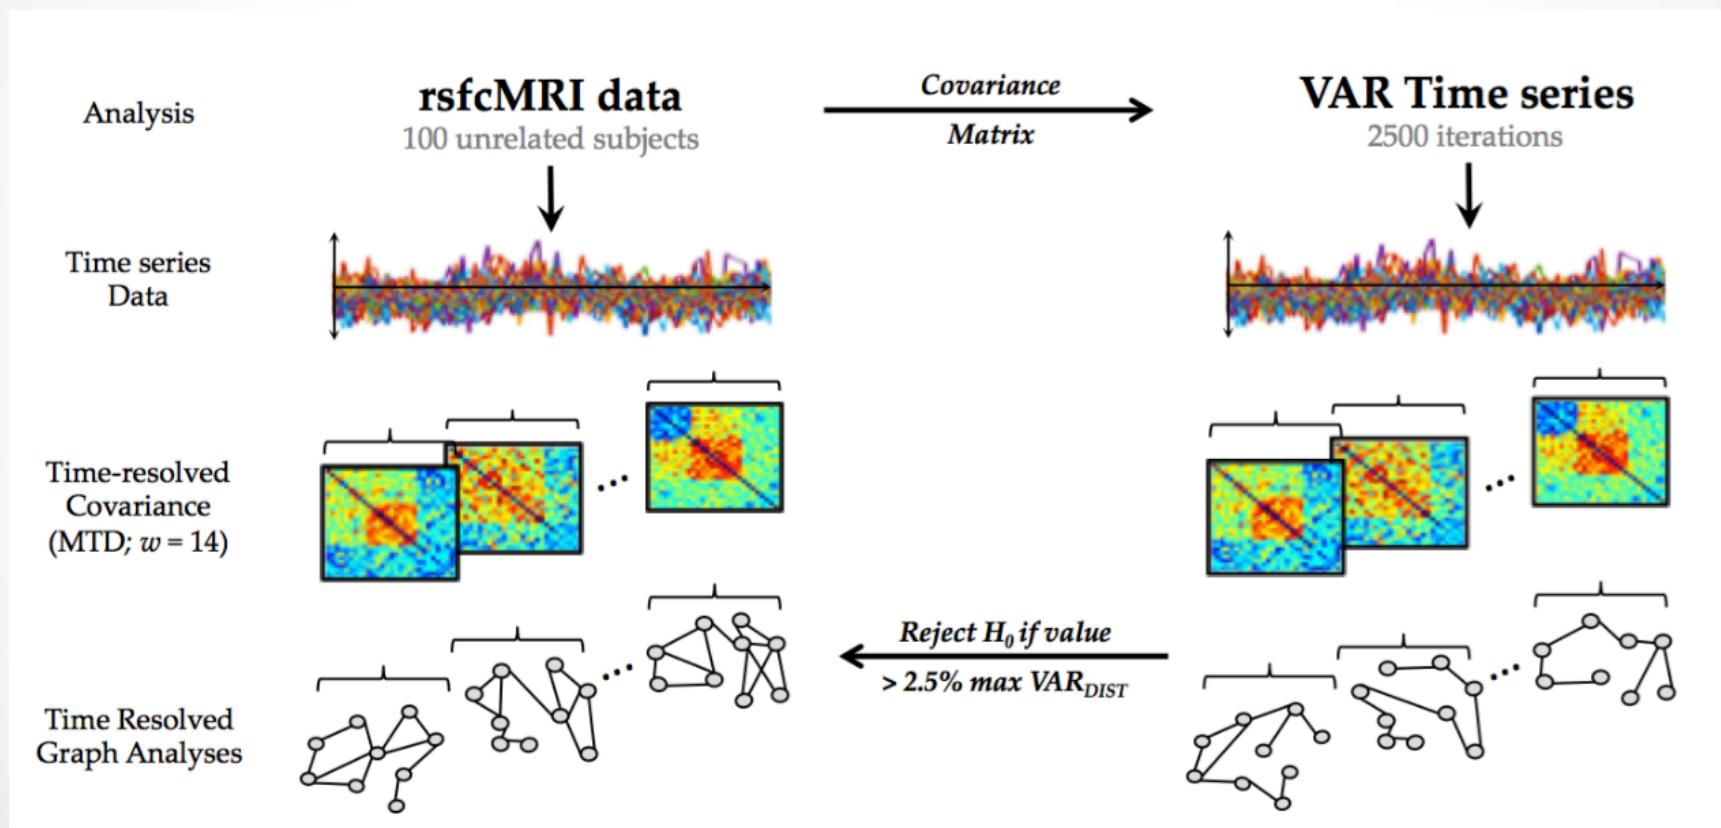 Analysis
rsfcMRI data
100 unrelated subjects
Covariance
Matrix
VAR Time series
2500 iterations
Time series
Data
Time-resolved
Covariance
(MTD; w = 14)
...
...
Reject H₀ if value
> 2.5% max VAR_DIST
Time Resolved
Graph Analyses
...
...